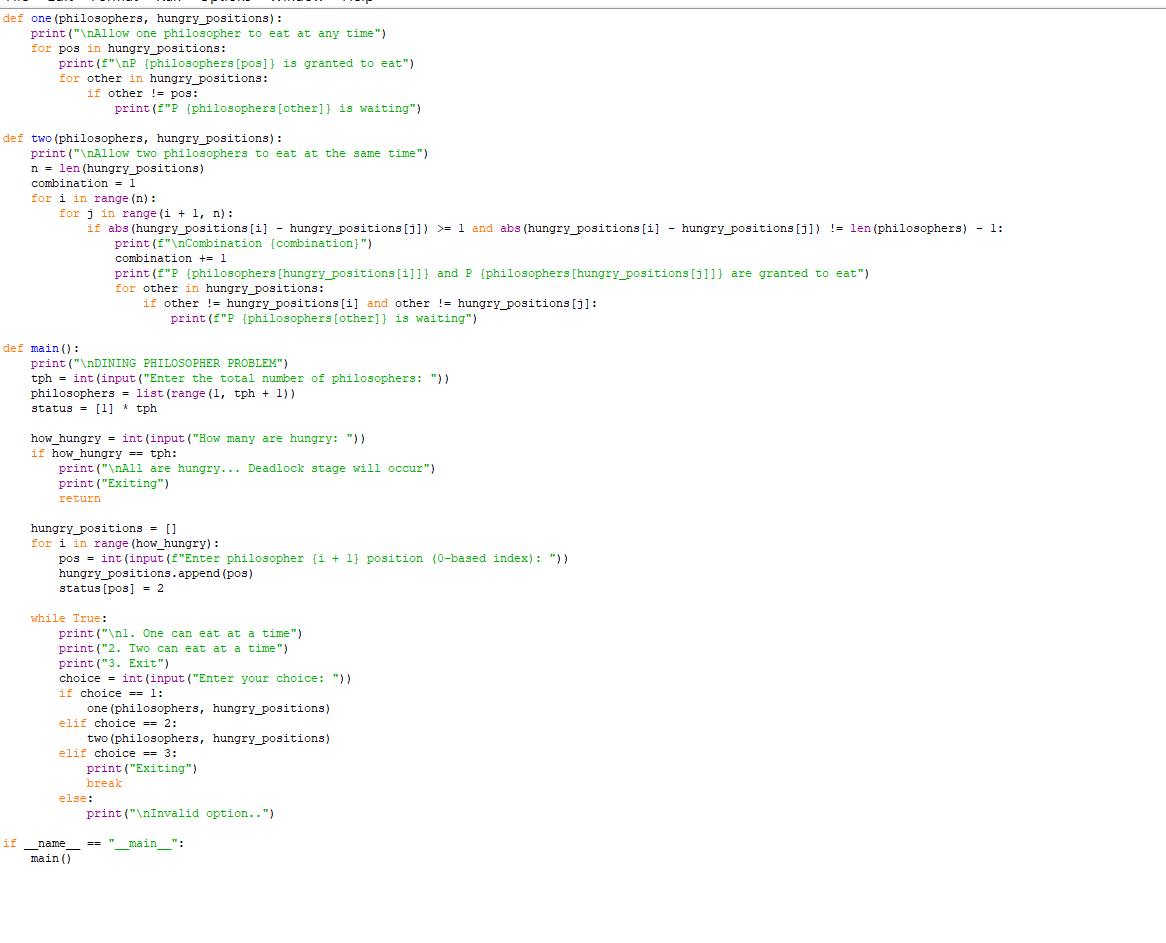 def one(philosophers, hungry_positions):
    print("\nAllow one philosopher to eat at any time")
    for pos in hungry_positions:
        print(f"\nP {philosophers[pos]} is granted to eat")
        for other in hungry_positions:
            if other != pos:
                print(f"P {philosophers[other]} is waiting")

def two(philosophers, hungry_positions):
    print("\nAllow two philosophers to eat at the same time")
    n = len(hungry_positions)
    combination = 1
    for i in range(n):
        for j in range(i + 1, n):
            if abs(hungry_positions[i] - hungry_positions[j]) >= 1 and abs(hungry_positions[i] - hungry_positions[j]) != len(philosophers) - 1:
                print(f"\nCombination {combination}")
                combination += 1
                print(f"P {philosophers[hungry_positions[i]]} and P {philosophers[hungry_positions[j]]} are granted to eat")
                for other in hungry_positions:
                    if other != hungry_positions[i] and other != hungry_positions[j]:
                        print(f"P {philosophers[other]} is waiting")

def main():
    print("\nDINING PHILOSOPHER PROBLEM")
    tph = int(input("Enter the total number of philosophers: "))
    philosophers = list(range(1, tph + 1))
    status = [1] * tph

    how_hungry = int(input("How many are hungry: "))
    if how_hungry == tph:
        print("\nAll are hungry... Deadlock stage will occur")
        print("Exiting")
        return

    hungry_positions = []
    for i in range(how_hungry):
        pos = int(input(f"Enter philosopher {i + 1} position (0-based index): "))
        hungry_positions.append(pos)
        status[pos] = 2

    while True:
        print("\n1. One can eat at a time")
        print("2. Two can eat at a time")
        print("3. Exit")
        choice = int(input("Enter your choice: "))
        if choice == 1:
            one(philosophers, hungry_positions)
        elif choice == 2:
            two(philosophers, hungry_positions)
        elif choice == 3:
            print("Exiting")
            break
        else:
            print("\nInvalid option..")

if __name__ == "__main__":
    main()